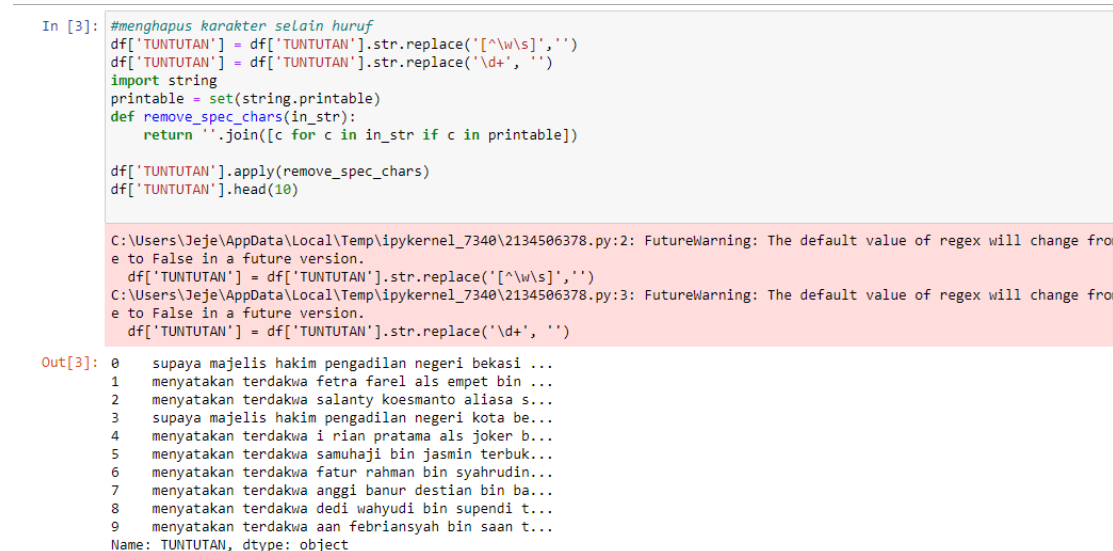 In [3]: #menghapus karakter selain huruf
df['TUNTUTAN'] = df['TUNTUTAN'].str.replace('[^\w\s]','')
df['TUNTUTAN'] = df['TUNTUTAN'].str.replace('\d+', '')
import string
printable = set(string.printable)
def remove_spec_chars(in_str):
    return ''.join([c for c in in_str if c in printable])

df['TUNTUTAN'].apply(remove_spec_chars)
df['TUNTUTAN'].head(10)

C:\Users\Jeje\AppData\Local\Temp\ipykernel_7340\2134506378.py:2: FutureWarning: The default value of regex will change fro
e to False in a future version.
  df['TUNTUTAN'] = df['TUNTUTAN'].str.replace('[^\w\s]','')
C:\Users\Jeje\AppData\Local\Temp\ipykernel_7340\2134506378.py:3: FutureWarning: The default value of regex will change fro
e to False in a future version.
  df['TUNTUTAN'] = df['TUNTUTAN'].str.replace('\d+', '')
Out[3]: 0    supaya majelis hakim pengadilan negeri bekasi ...
1    menyatakan terdakwa fetra farel als empet bin ...
2    menyatakan terdakwa salanty koesmanto aliasa s...
3    supaya majelis hakim pengadilan negeri kota be...
4    menyatakan terdakwa i rian pratama als joker b...
5    menyatakan terdakwa samuhaji bin jasmin terbuk...
6    menyatakan terdakwa fatur rahman bin syahrudin...
7    menyatakan terdakwa anggi banur destian bin ba...
8    menyatakan terdakwa dedi wahyudi bin supendi t...
9    menyatakan terdakwa aan febriansyah bin saan t...
Name: TUNTUTAN, dtype: object